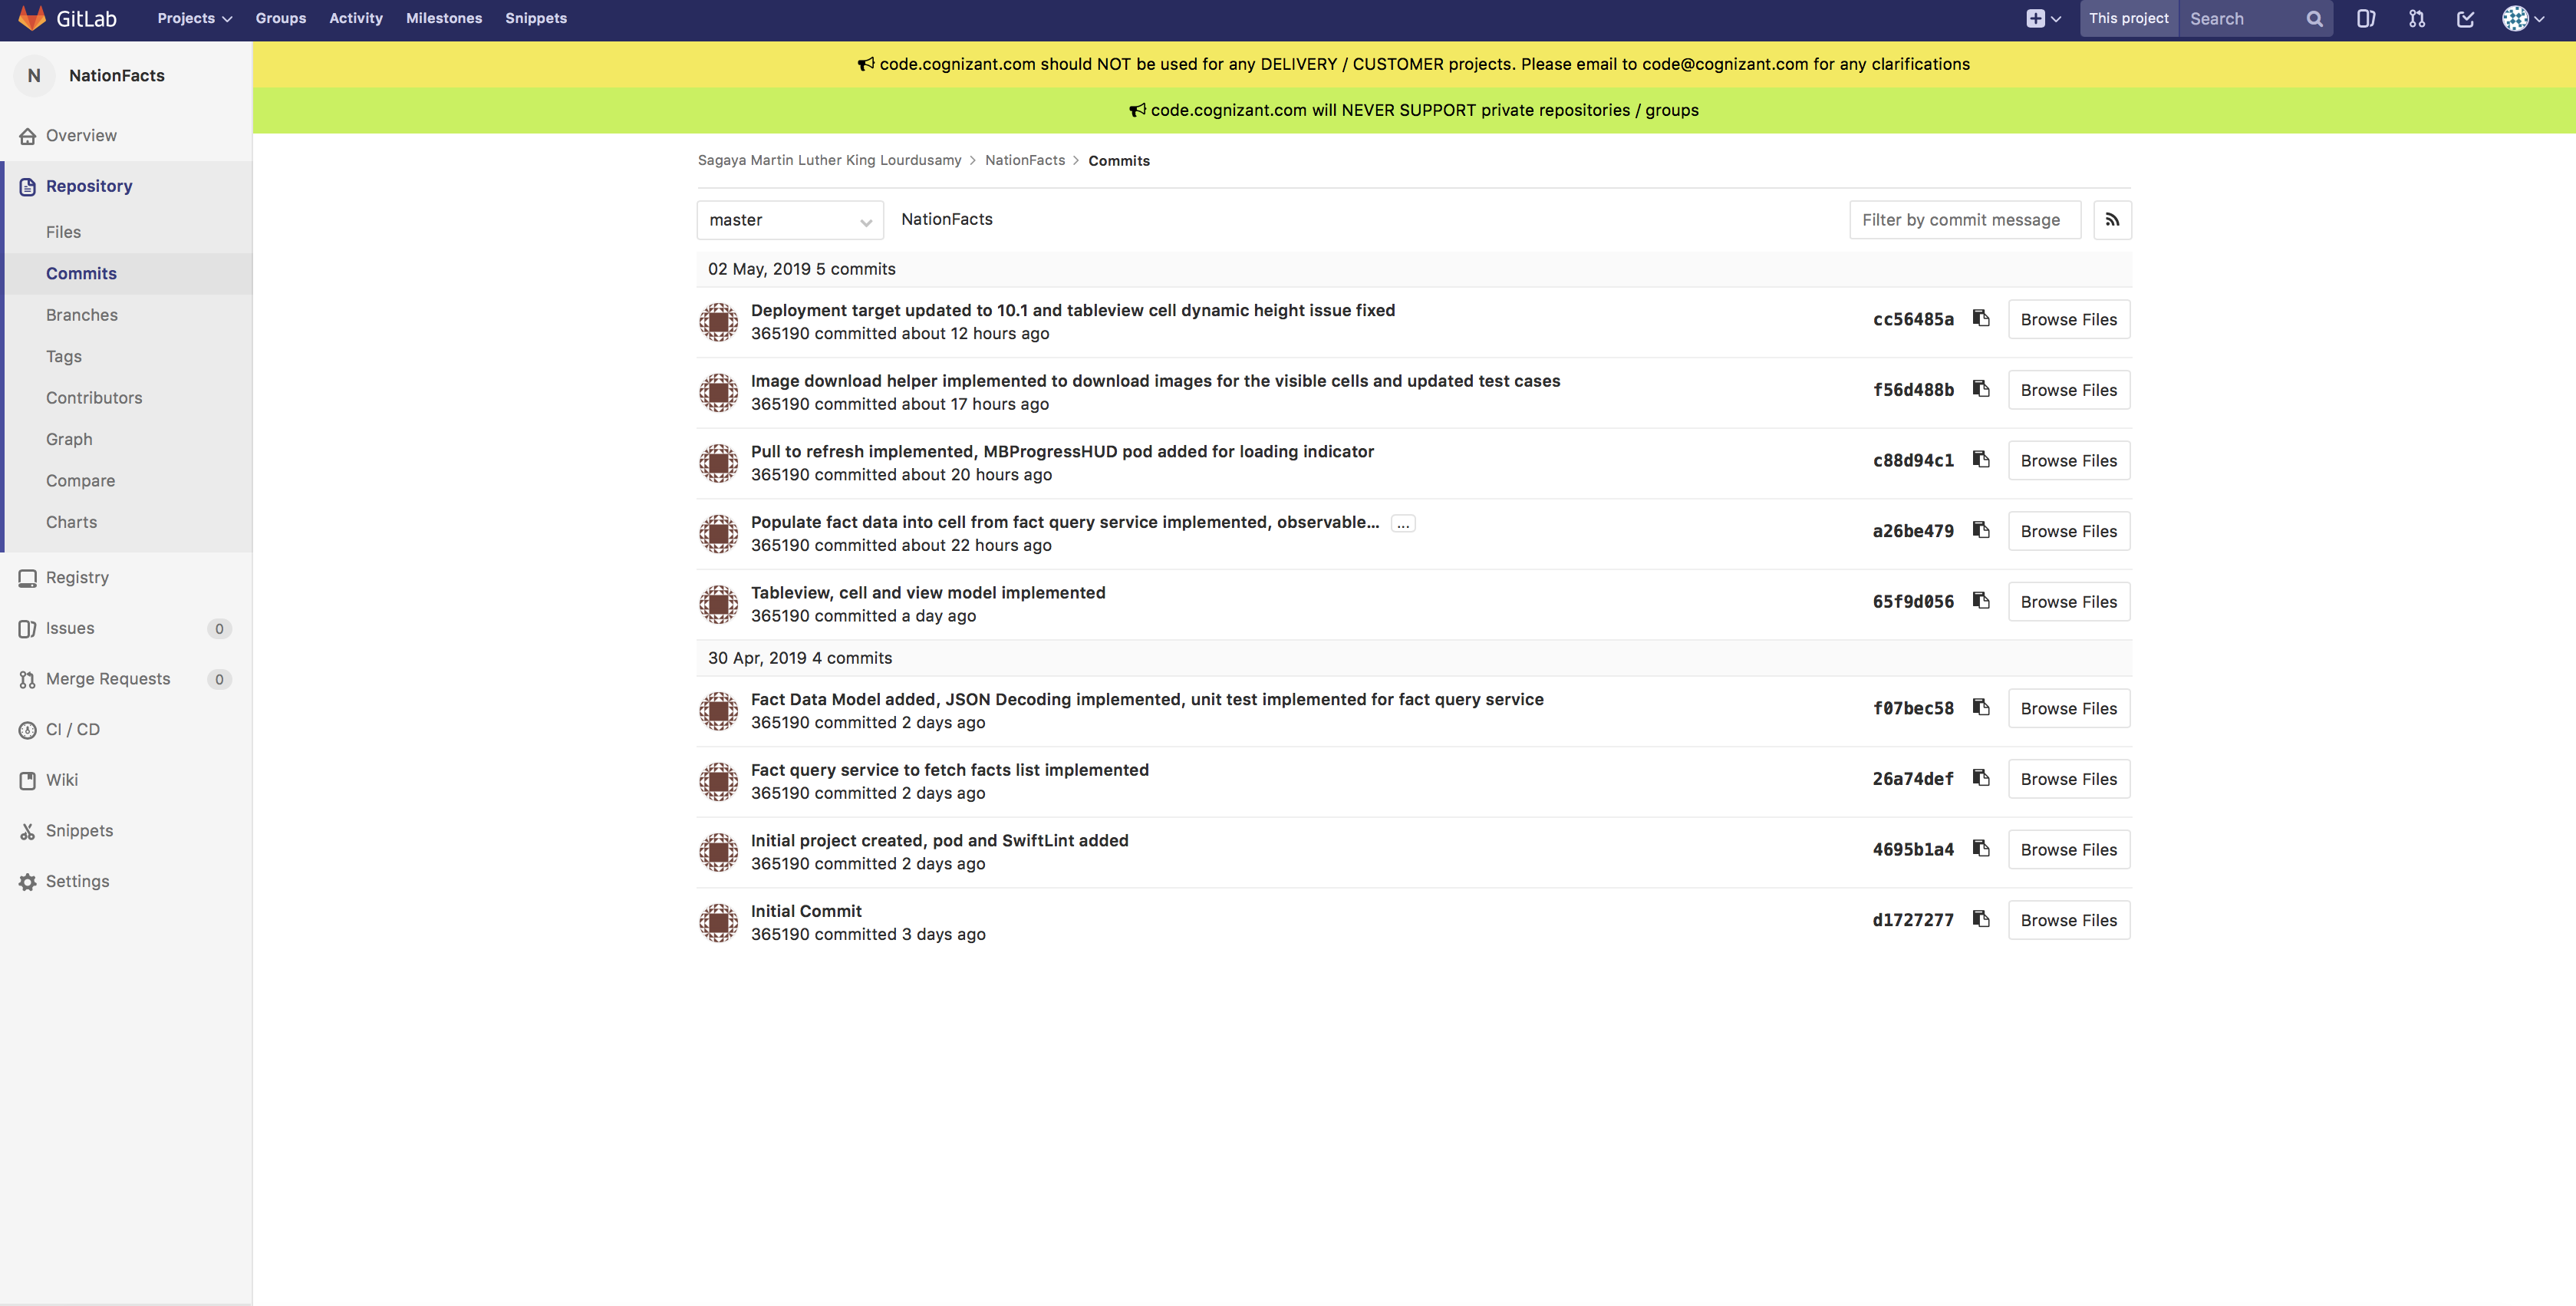 GitLab Projects Groups Activity Milestones Snippets This project Search
N NationFacts
Overview
Repository
Files
Commits
Branches
Tags
Contributors
Graph
Compare
Charts
Registry
Issues 0
Merge Requests 0
CI / CD
Wiki
Snippets
Settings
code.cognizant.com should NOT be used for any DELIVERY / CUSTOMER projects. Please email to code@cognizant.com for any clarifications
code.cognizant.com will NEVER SUPPORT private repositories / groups
Sagaya Martin Luther King Lourdusamy > NationFacts > Commits
master NationFacts Filter by commit message
02 May, 2019 5 commits
Deployment target updated to 10.1 and tableview cell dynamic height issue fixed
365190 committed about 12 hours ago
cc56485a Browse Files
Image download helper implemented to download images for the visible cells and updated test cases
365190 committed about 17 hours ago
f56d488b Browse Files
Pull to refresh implemented, MBProgressHUD pod added for loading indicator
365190 committed about 20 hours ago
c88d94c1 Browse Files
Populate fact data into cell from fact query service implemented, observable... ...
365190 committed about 22 hours ago
a26be479 Browse Files
Tableview, cell and view model implemented
365190 committed a day ago
65f9d056 Browse Files
30 Apr, 2019 4 commits
Fact Data Model added, JSON Decoding implemented, unit test implemented for fact query service
365190 committed 2 days ago
f07bec58 Browse Files
Fact query service to fetch facts list implemented
365190 committed 2 days ago
26a74def Browse Files
Initial project created, pod and SwiftLint added
365190 committed 2 days ago
4695b1a4 Browse Files
Initial Commit
365190 committed 3 days ago
d1727277 Browse Files